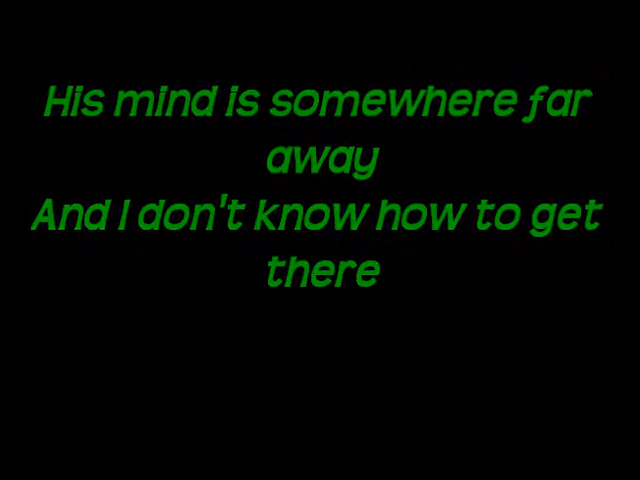 His mind is somewhere far
away
And I don't know how to get
there